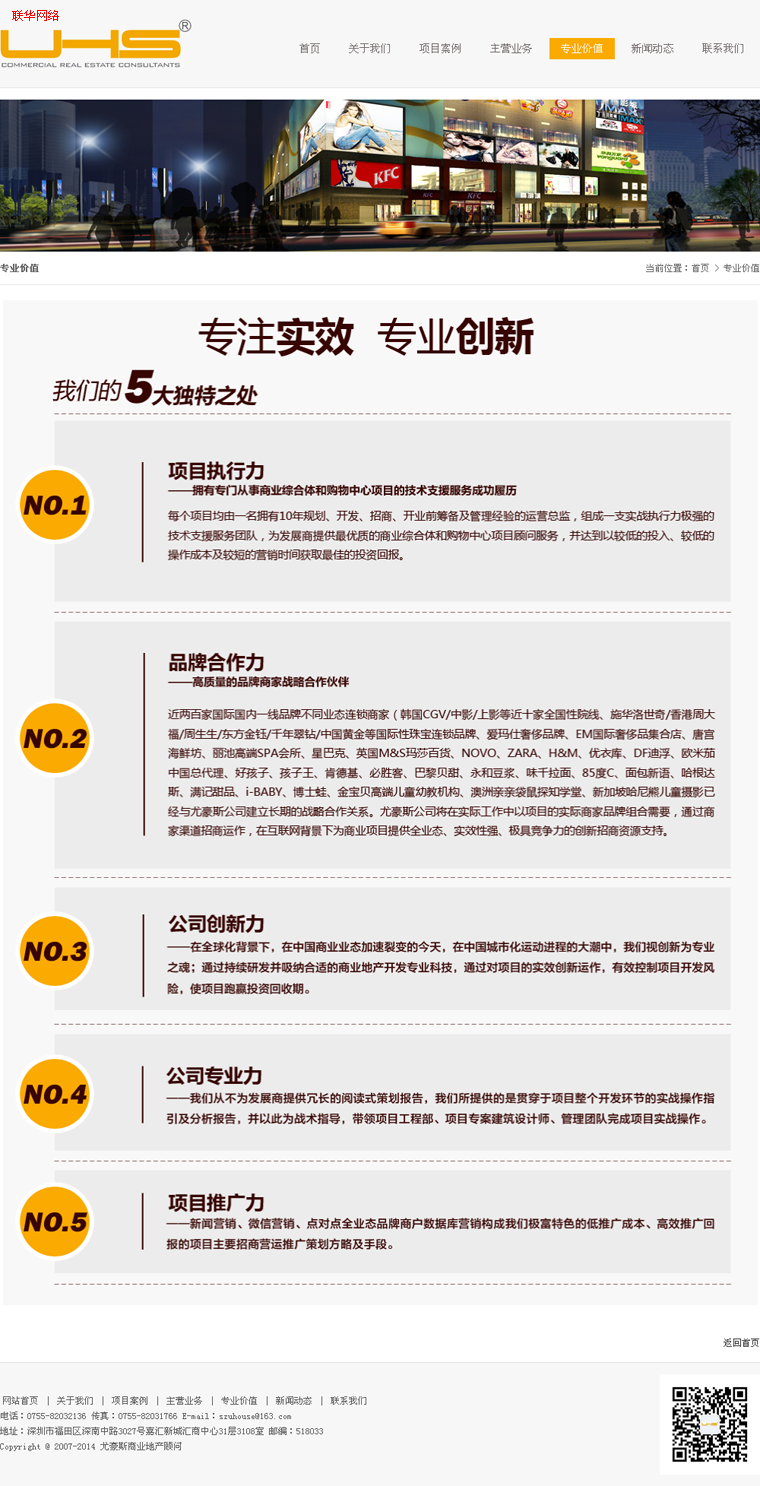 联华网络
UHS®
COMMERCIAL REAL ESTATE CONSULTANTS
首页 关于我们 项目案例 主营业务 专业价值 新闻动态 联系我们
KFC
KFC
IMAX
专业价值
当前位置：首页 > 专业价值
专注实效 专业创新
我们的5大独特之处
NO.1
项目执行力
——拥有专门从事商业综合体和购物中心项目的技术支援服务成功履历
每个项目均由一名拥有10年规划、开发、招商、开业前筹备及管理经验的运营总监，组成一支实战执行力极强的
技术支援服务团队，为发展商提供最优质的商业综合体和购物中心项目顾问服务，并达到以较低的投入、较低的
操作成本及较短的营销时间获取最佳的投资回报。
NO.2
品牌合作力
——高质量的品牌商家战略合作伙伴
近两百家国际国内一线品牌不同业态连锁商家（韩国CGV/中影/上影等近十家全国性院线、施华洛世奇/香港周大
福/周生生/东方金钰/千年翠钻/中国黄金等国际性珠宝连锁品牌、爱玛仕奢侈品牌、EM国际奢侈品集合店、唐宫
海鲜坊、丽池高端SPA会所、星巴克、英国M&S玛莎百货、NOVO、ZARA、H&M、优衣库、DF迪浮、欧米茄
中国总代理、好孩子、孩子王、肯德基、必胜客、巴黎贝甜、永和豆浆、味千拉面、85度C、面包新语、哈根达
斯、满记甜品、i-BABY、博士蛙、金宝贝高端儿童幼教机构、澳洲亲亲袋鼠探知学堂、新加坡哈尼熊儿童摄影已
经与尤豪斯公司建立长期的战略合作关系。尤豪斯公司将在实际工作中以项目的实际商家品牌组合需要，通过商
家渠道招商运作，在互联网背景下为商业项目提供全业态、实效性强、极具竞争力的创新招商资源支持。
NO.3
公司创新力
——在全球化背景下，在中国商业业态加速裂变的今天，在中国城市化运动进程的大潮中，我们视创新为专业
之魂；通过持续研发并吸纳合适的商业地产开发专业科技，通过对项目的实效创新运作，有效控制项目开发风
险，使项目跑赢投资回收期。
NO.4
公司专业力
——我们从不为发展商提供冗长的阅读式策划报告，我们所提供的是贯穿于项目整个开发环节的实战操作指
引及分析报告，并以此为战术指导，带领项目工程部、项目专案建筑设计师、管理团队完成项目实战操作。
NO.5
项目推广力
——新闻营销、微信营销、点对点全业态品牌商户数据库营销构成我们极富特色的低推广成本、高效推广回
报的项目主要招商营运推广策划方略及手段。
返回首页
网站首页 | 关于我们 | 项目案例 | 主营业务 | 专业价值 | 新闻动态 | 联系我们
电话：0755-82032136 传真：0755-82031766 E-mail：szuhouse@163.com
地址：深圳市福田区深南中路3027号嘉汇新城汇商中心31层3108室 邮编：518033
Copyright @ 2007-2014 尤豪斯商业地产顾问